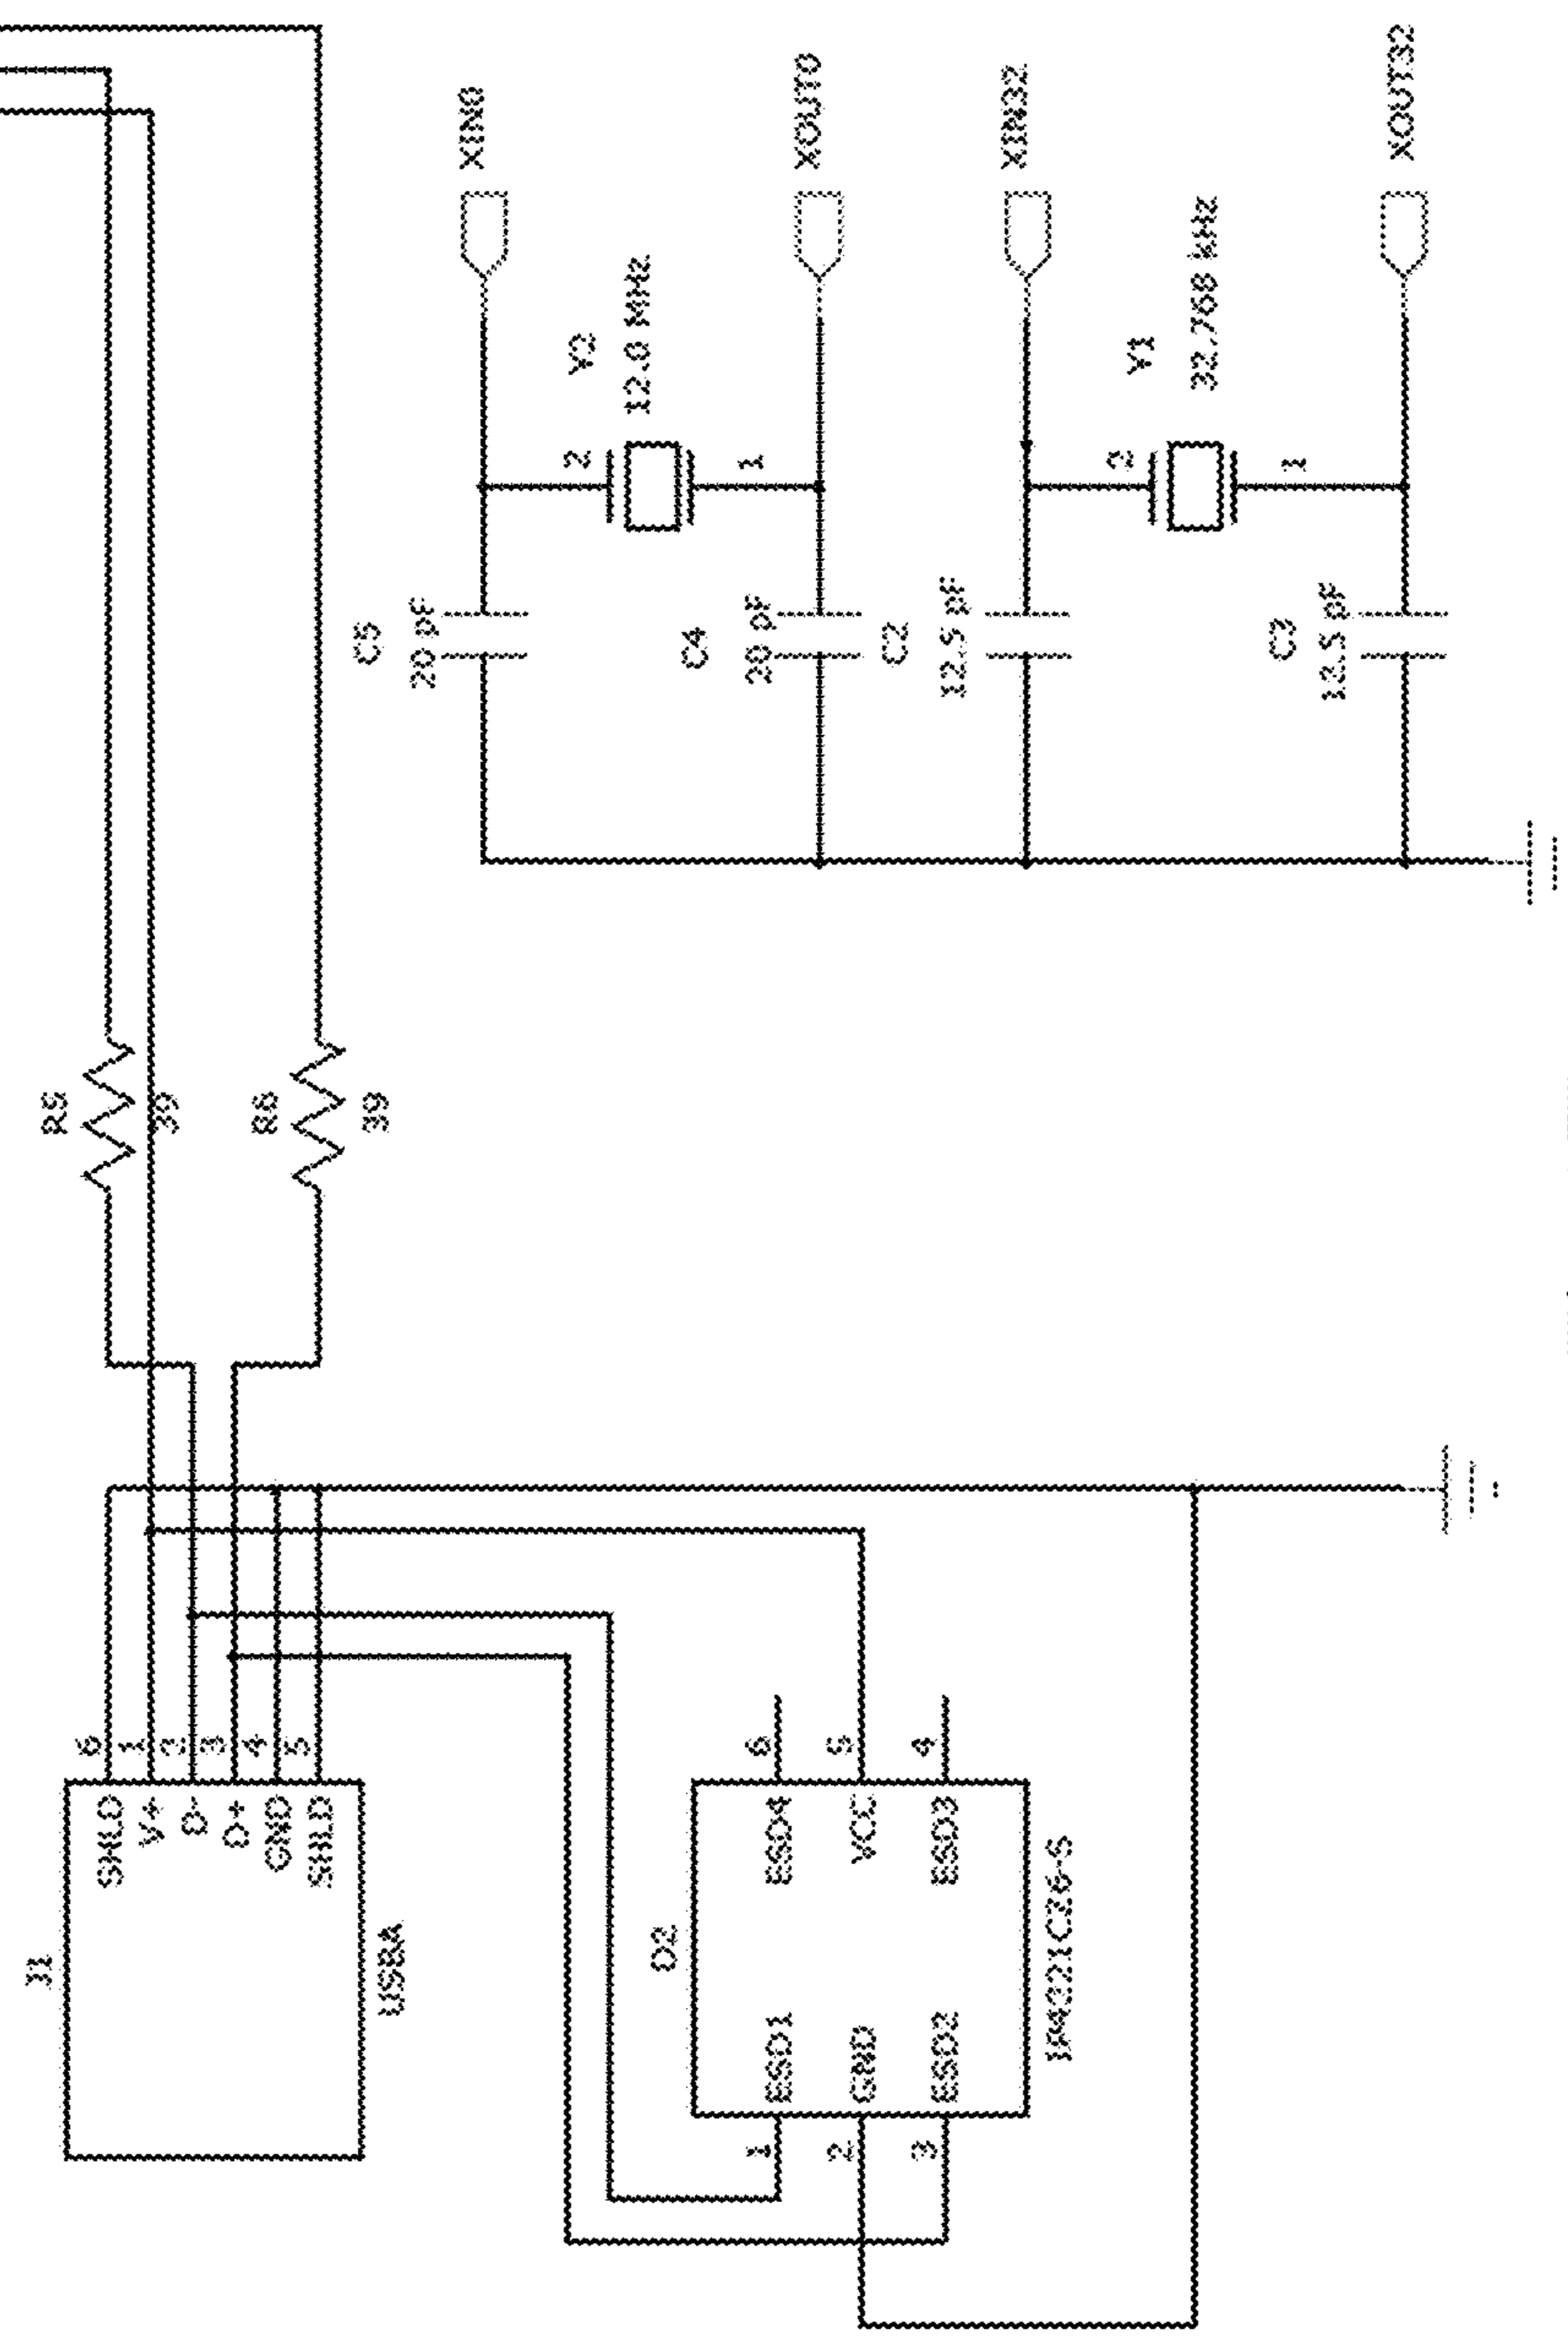 J1
6
SHLD
1
V+
2
D-
3
D+
4
GND
5
SHLD
USBA
R5
39
R6
39
D2
1
ESD1
2
GND
3
ESD2
ESD4
6
VCC
5
ESD3
4
IP4221CZ6-S
C5
20 pF
XIN0
2
Y2
12.0 MHz
1
C4
20 pF
XOUT0
C2
12.5 pF
XIN32
2
Y1
32.768 kHz
1
C3
12.5 pF
XOUT32